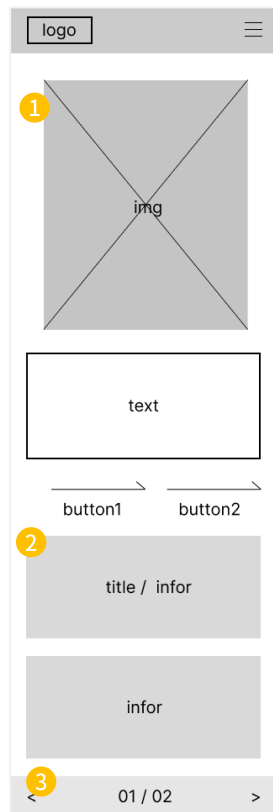 logo
1
img
text
button1 button2
2
title / infor
infor
3
< 01 / 02 >